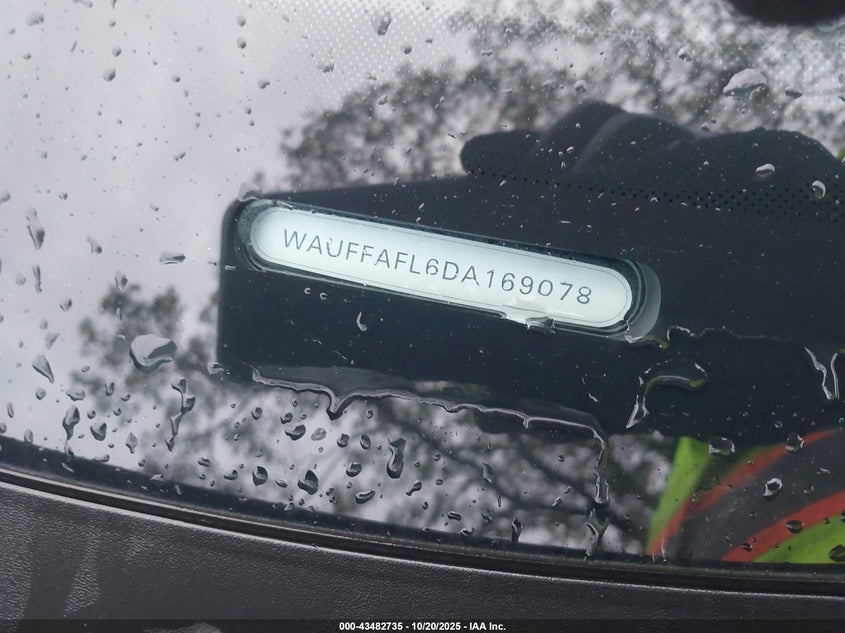 WAUFFAFL6DA169078
000-43482735 - 10/20/2025 - IAA Inc.